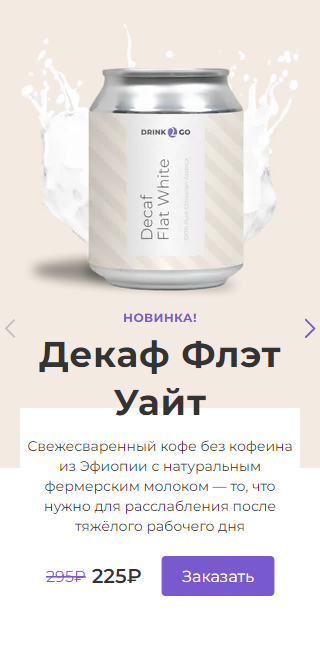 DRINK 2 GO
Decaf
Flat White
НОВИНКА!
Декаф Флэт
Уайт
Свежесваренный кофе без кофеина
из Эфиопии с натуральным
фермерским молоком — то, что
нужно для расслабления после
тяжёлого рабочего дня
295₽ 225₽ Заказать